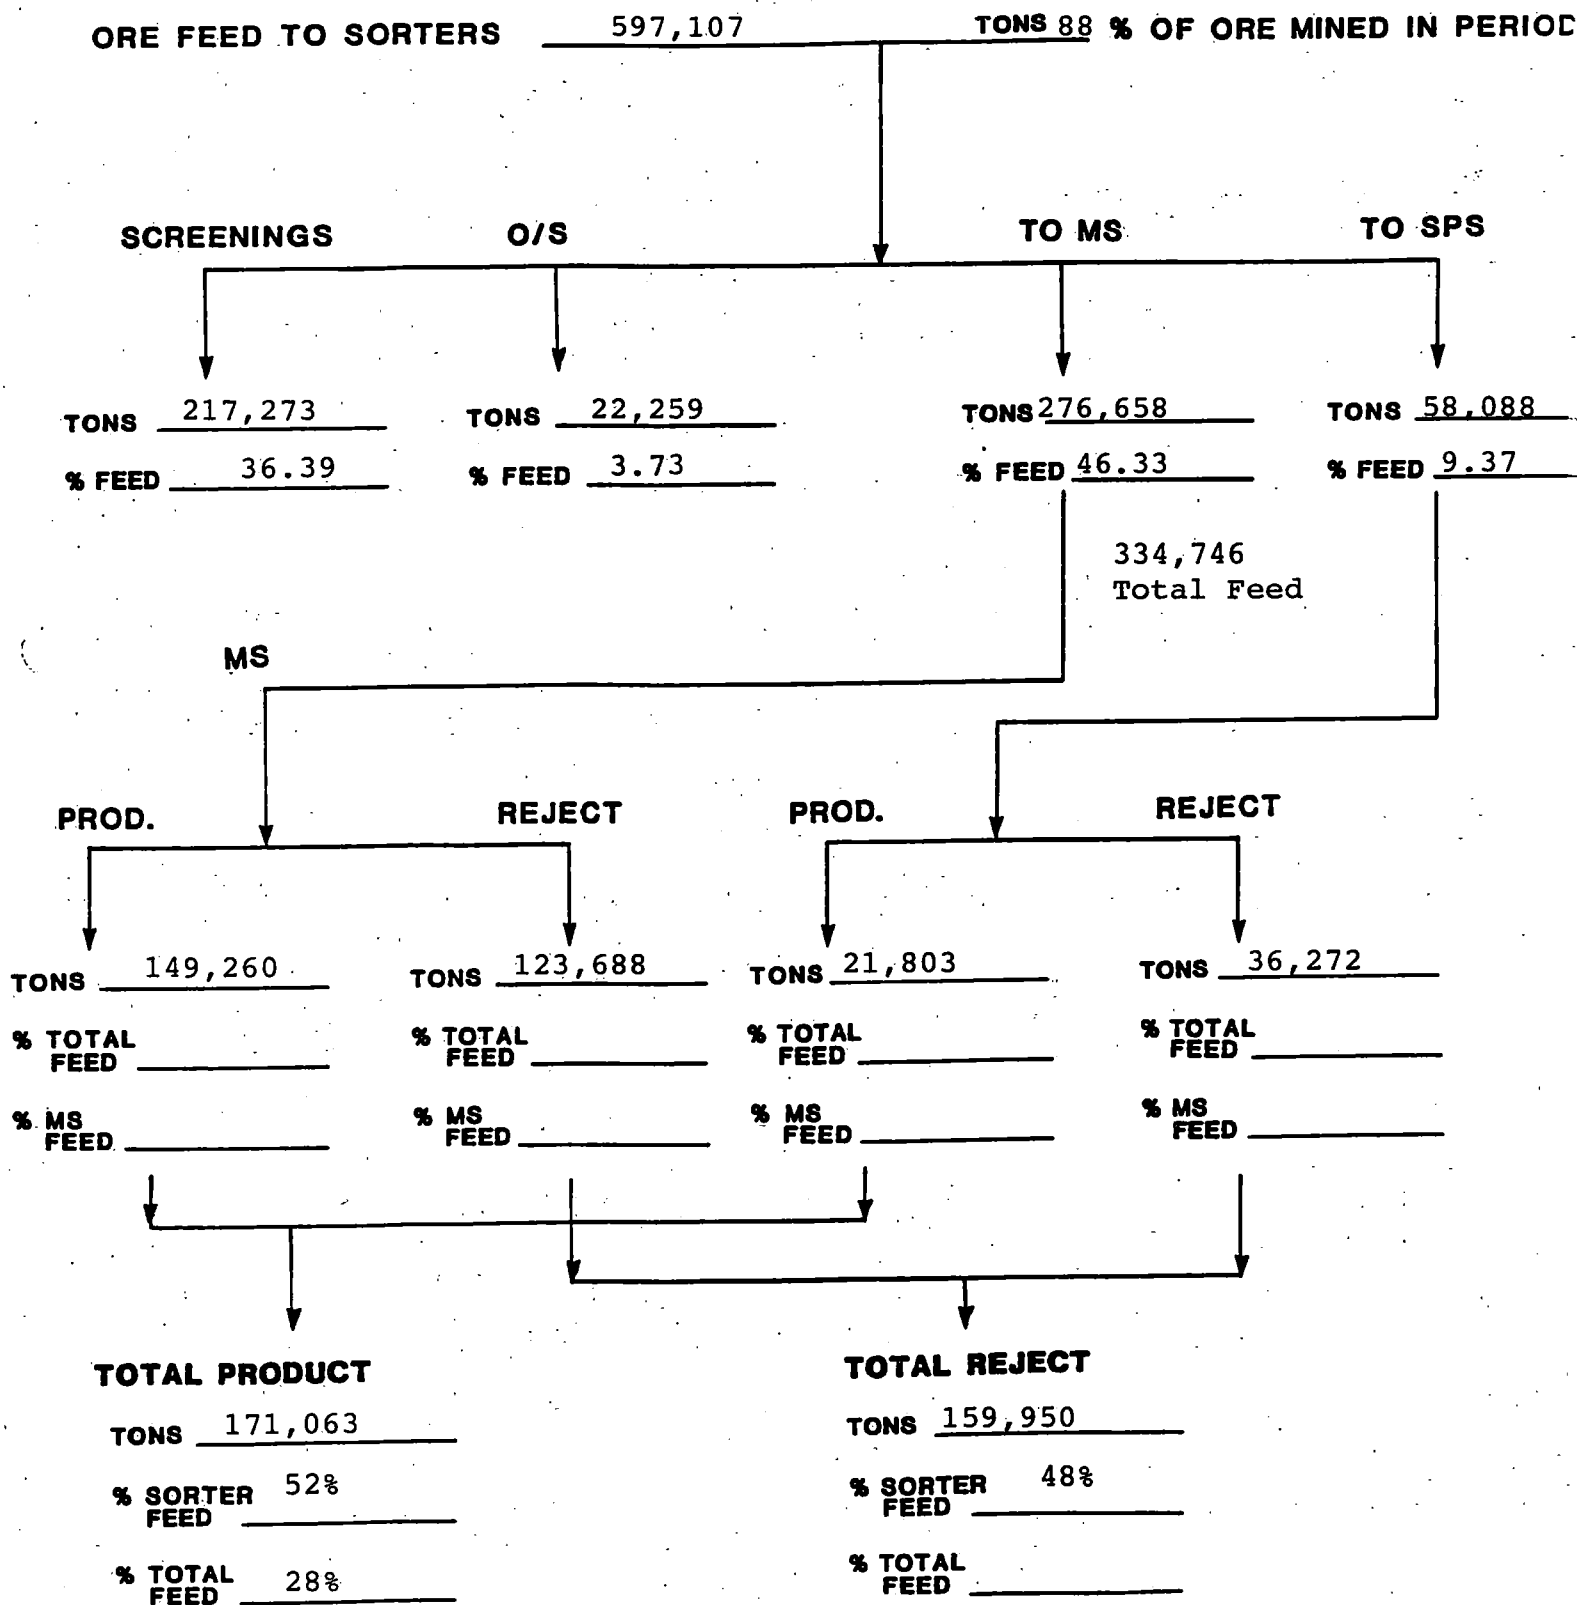 ORE FEED TO SORTERS 597,107 TONS 88 % OF ORE MINED IN PERIOD
SCREENINGS O/S TO MS TO SPS
TONS 217,273 TONS 22,259 TONS 276,658 TONS 58,088
% FEED 36.39 % FEED 3.73 % FEED 46.33 % FEED 9.37
334,746
Total Feed
MS
PROD. REJECT PROD. REJECT
TONS 149,260 TONS 123,688 TONS 21,803 TONS 36,272
% TOTAL % TOTAL % TOTAL % TOTAL
FEED FEED FEED FEED
% MS % MS % MS % MS
FEED FEED FEED FEED
TOTAL PRODUCT TOTAL REJECT
TONS 171,063 TONS 159,950
% SORTER 52% % SORTER 48%
FEED FEED
% TOTAL 28% % TOTAL
FEED FEED